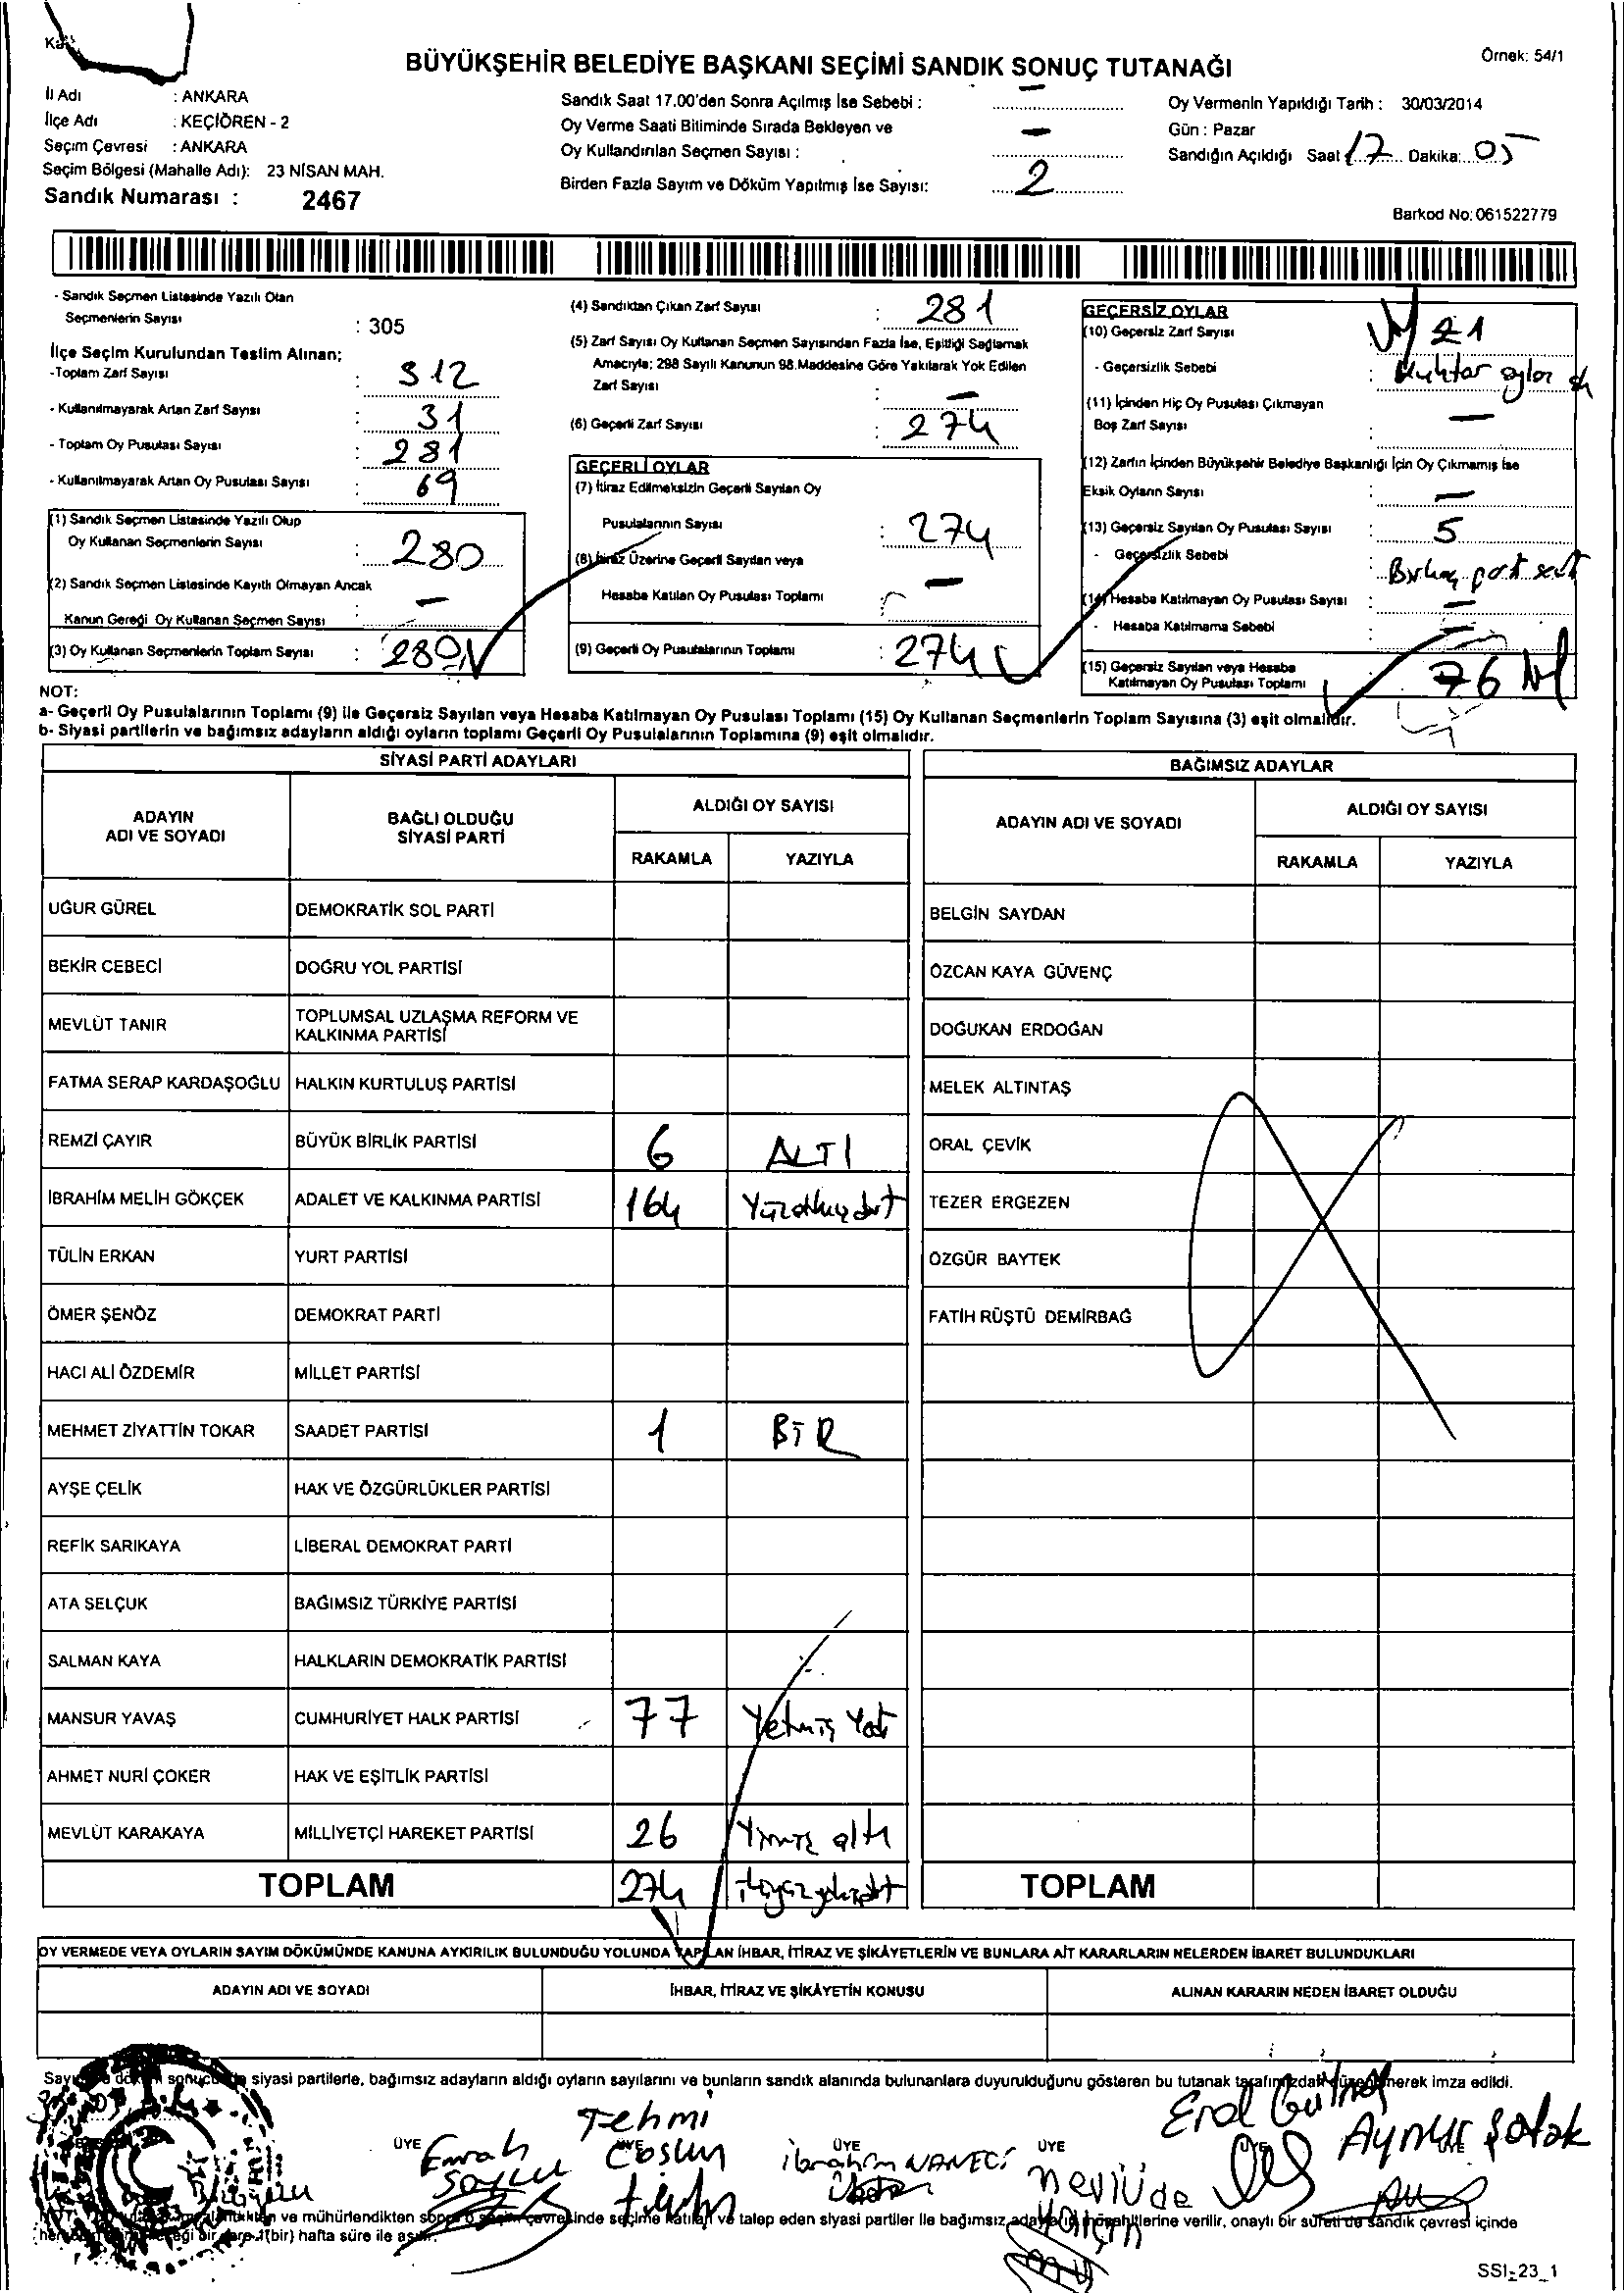 BÜYÜKŞEHİR BELEDİYE BAŞKANI SEÇİMİ SANDIK SONUÇ TUTANAĞI
Örnek: 54/1
İl Adı : ANKARA
İlçe Adı : KEÇİÖREN - 2
Seçim Çevresi : ANKARA
Seçim Bölgesi (Mahalle Adı): 23 NİSAN MAH.
Sandık Numarası : 2467
Sandık Saat 17.00'den Sonra Açılmış İse Sebebi : —
Oy Verme Saati Bitiminde Sırada Bekleyen ve
Oy Kullandırılan Seçmen Sayısı : —
Birden Fazla Sayım ve Döküm Yapılmış İse Sayısı: 2
Oy Vermenin Yapıldığı Tarih : 30/03/2014
Gün : Pazar
Sandığın Açıldığı Saat 17 Dakika: 05
Barkod No: 061522779
- Sandık Seçmen Listesinde Yazılı Olan
Seçmenlerin Sayısı : 305
İlçe Seçim Kurulundan Teslim Alınan;
-Toplam Zarf Sayısı : 312
- Kullanılmayarak Artan Zarf Sayısı : 31
- Toplam Oy Pusulası Sayısı : 281
- Kullanılmayarak Artan Oy Pusulası Sayısı : 69
(1) Sandık Seçmen Listesinde Yazılı Olup
Oy Kullanan Seçmenlerin Sayısı : 280
(2) Sandık Seçmen Listesinde Kayıtlı Olmayan Ancak
Kanun Gereği Oy Kullanan Seçmen Sayısı : —
(3) Oy Kullanan Seçmenlerin Toplam Sayısı : 280
(4) Sandıktan Çıkan Zarf Sayısı : 281
(5) Zarf Sayısı Oy Kullanan Seçmen Sayısından Fazla İse, Eşitliği Sağlamak
Amacıyla; 298 Sayılı Kanunun 98.Maddesine Göre Yakılarak Yok Edilen
Zarf Sayısı : —
(6) Geçerli Zarf Sayısı : 274
GEÇERLİ OYLAR
(7) İtiraz Edilmeksizin Geçerli Sayılan Oy
Pusulalarının Sayısı : 274
(8) İtiraz Üzerine Geçerli Sayılan veya
Hesaba Katılan Oy Pusulası Toplamı : —
(9) Geçerli Oy Pusulalarının Toplamı : 274
GEÇERSİZ OYLAR
(10) Geçersiz Zarf Sayısı : 21
- Geçersizlik Sebebi : Muhtar oyları
(11) İçinden Hiç Oy Pusulası Çıkmayan
Boş Zarf Sayısı : —
(12) Zarfın İçinden Büyükşehir Belediye Başkanlığı İçin Oy Çıkmamış İse
Eksik Oyların Sayısı : —
(13) Geçersiz Sayılan Oy Pusulası Sayısı : 5
- Geçersizlik Sebebi : Birkaç parti
(14) Hesaba Katılmayan Oy Pusulası Sayısı : —
- Hesaba Katılmama Sebebi : —
(15) Geçersiz Sayılan veya Hesaba
Katılmayan Oy Pusulası Toplamı 76
NOT:
a- Geçerli Oy Pusulalarının Toplamı (9) ile Geçersiz Sayılan veya Hesaba Katılmayan Oy Pusulası Toplamı (15) Oy Kullanan Seçmenlerin Toplam Sayısına (3) eşit olmalıdır.
b- Siyasi partilerin ve bağımsız adayların aldığı oyların toplamı Geçerli Oy Pusulalarının Toplamına (9) eşit olmalıdır.
SİYASİ PARTİ ADAYLARI
ADAYIN ADI VE SOYADI BAĞLI OLDUĞU SİYASİ PARTİ ALDIĞI OY SAYISI
RAKAMLA YAZIYLA
UĞUR GÜREL DEMOKRATİK SOL PARTİ
BEKİR CEBECİ DOĞRU YOL PARTİSİ
MEVLÜT TANIR TOPLUMSAL UZLAŞMA REFORM VE KALKINMA PARTİSİ
FATMA SERAP KARDAŞOĞLU HALKIN KURTULUŞ PARTİSİ
REMZİ ÇAYIR BÜYÜK BİRLİK PARTİSİ 6 ALTI
İBRAHİM MELİH GÖKÇEK ADALET VE KALKINMA PARTİSİ 164 Yüzatmışdört
TÜLİN ERKAN YURT PARTİSİ
ÖMER ŞENÖZ DEMOKRAT PARTİ
HACI ALİ ÖZDEMİR MİLLET PARTİSİ
MEHMET ZİYATTİN TOKAR SAADET PARTİSİ 1 BİR
AYŞE ÇELİK HAK VE ÖZGÜRLÜKLER PARTİSİ
REFİK SARIKAYA LİBERAL DEMOKRAT PARTİ
ATA SELÇUK BAĞIMSIZ TÜRKİYE PARTİSİ
SALMAN KAYA HALKLARIN DEMOKRATİK PARTİSİ
MANSUR YAVAŞ CUMHURİYET HALK PARTİSİ 77 Yetmiş Yedi
AHMET NURİ ÇOKER HAK VE EŞİTLİK PARTİSİ
MEVLÜT KARAKAYA MİLLİYETÇİ HAREKET PARTİSİ 26 Yirmi altı
TOPLAM 274 ikiyüzyetmişdört
BAĞIMSIZ ADAYLAR
ADAYIN ADI VE SOYADI ALDIĞI OY SAYISI
RAKAMLA YAZIYLA
BELGİN SAYDAN
ÖZCAN KAYA GÜVENÇ
DOĞUKAN ERDOĞAN
MELEK ALTINTAŞ
ORAL ÇEVİK
TEZER ERGEZEN
ÖZGÜR BAYTEK
FATİH RÜŞTÜ DEMİRBAĞ
TOPLAM
OY VERMEDE VEYA OYLARIN SAYIM DÖKÜMÜNDE KANUNA AYKIRILIK BULUNDUĞU YOLUNDA YAPILAN İHBAR, İTİRAZ VE ŞİKÂYETLERİN VE BUNLARA AİT KARARLARIN NELERDEN İBARET BULUNDUKLARI
ADAYIN ADI VE SOYADI İHBAR, İTİRAZ VE ŞİKÂYETİN KONUSU ALINAN KARARIN NEDEN İBARET OLDUĞU
siyasi partilerle, bağımsız adayların aldığı oyların sayılarını ve bunların sandık alanında bulunanlara duyurulduğunu gösteren bu tutanak tarafımızdan düzenlenerek imza edildi.
ÜYE Emrah Soylu
ÜYE Fehmi Coşkun
ÜYE İbrahim NANECİ
ÜYE Nevlüde Yalçın
ÜYE Erol
ÜYE Aynur Şafak
ve mühürlendikten sonra o seçim çevresinde seçime katılan ve talep eden siyasi partiler ile bağımsız adayların müşahitlerine verilir, onaylı bir sureti de sandık çevresi içinde
bir yere 1(bir) hafta süre ile asılır.
SSI-23_1